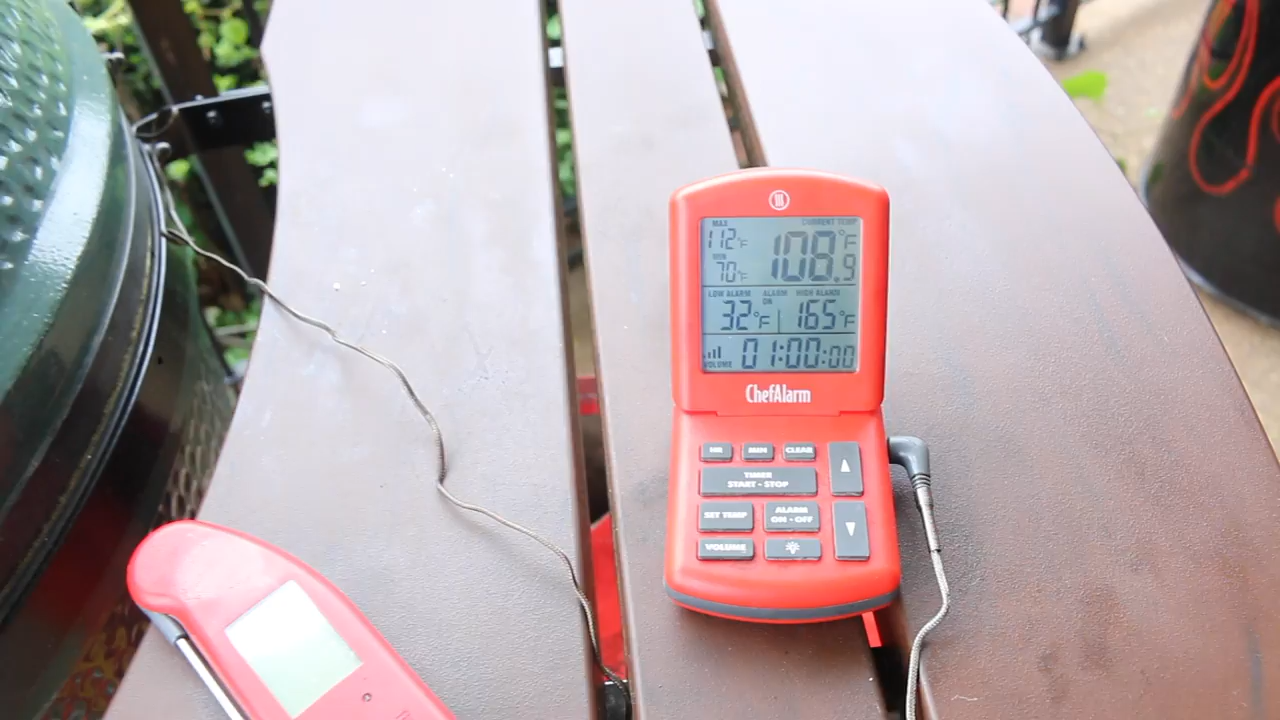 MAX
CURRENT TEMP
112°F
108.9°F
MIN
70°F
LOW ALARM
ALARM ON
HIGH ALARM
32°F
165°F
VOLUME
01:00:00
ChefAlarm
HR
MIN
CLEAR
TIMER
START - STOP
SET TEMP
ALARM
ON - OFF
VOLUME